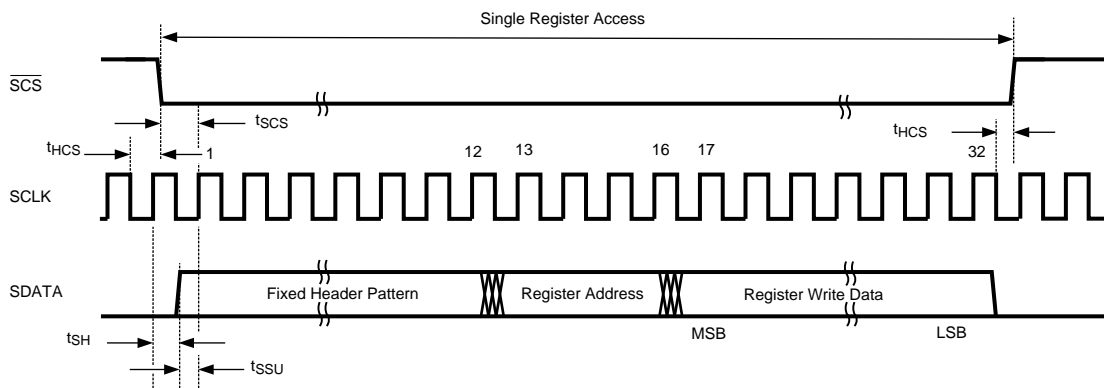 Single Register Access
SCS
tSCS
tHCS
tHCS
1 12 13 16 17 32
SCLK
SDATA
Fixed Header Pattern Register Address Register Write Data
MSB LSB
tSH
tSSU